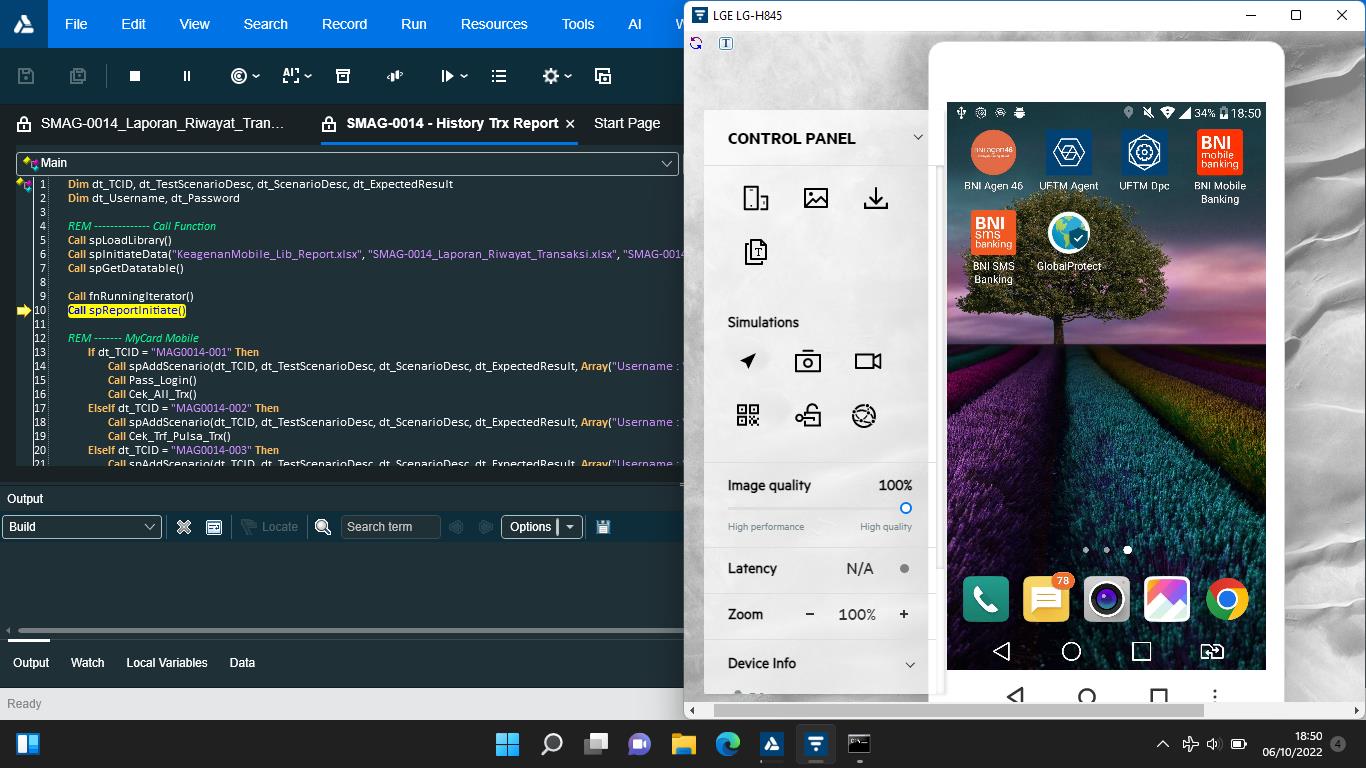 File Edit View Search Record Run Resources Tools AI
LGE LG-H845
SMAG-0014_Laporan_Riwayat_Tran...
SMAG-0014 - History Trx Report
Start Page
Main
1 Dim dt_TCID, dt_TestScenarioDesc, dt_ScenarioDesc, dt_ExpectedResult
2 Dim dt_Username, dt_Password
3
4 REM -------------- Call Function
5 Call spLoadLibrary()
6 Call spInitiateData("KeagenanMobile_Lib_Report.xlsx", "SMAG-0014_Laporan_Riwayat_Transaksi.xlsx", "SMAG-0014
7 Call spGetDatatable()
8
9 Call fnRunningIterator()
10 Call spReportInitiate()
11
12 REM ------- MyCard Mobile
13 If dt_TCID = "MAG0014-001" Then
14 Call spAddScenario(dt_TCID, dt_TestScenarioDesc, dt_ScenarioDesc, dt_ExpectedResult, Array("Username : "
15 Call Pass_Login()
16 Call Cek_All_Trx()
17 ElseIf dt_TCID = "MAG0014-002" Then
18 Call spAddScenario(dt_TCID, dt_TestScenarioDesc, dt_ScenarioDesc, dt_ExpectedResult, Array("Username : "
19 Call Cek_Trf_Pulsa_Trx()
20 ElseIf dt_TCID = "MAG0014-003" Then
21 Call spAddScenario(dt_TCID, dt_TestScenarioDesc, dt_ScenarioDesc, dt_ExpectedResult, Array("Username :
Output
Build
Locate
Search term
Options
Output Watch Local Variables Data
Ready
CONTROL PANEL
Simulations
Image quality 100%
High performance High quality
Latency N/A
Zoom - 100% +
Device Info
34% 18:50
BNI agen46
BNI mobile banking
BNI Agen 46
UFTM Agent
UFTM Dpc
BNI Mobile Banking
BNI sms banking
BNI SMS Banking
GlobalProtect
78
18:50
06/10/2022
4